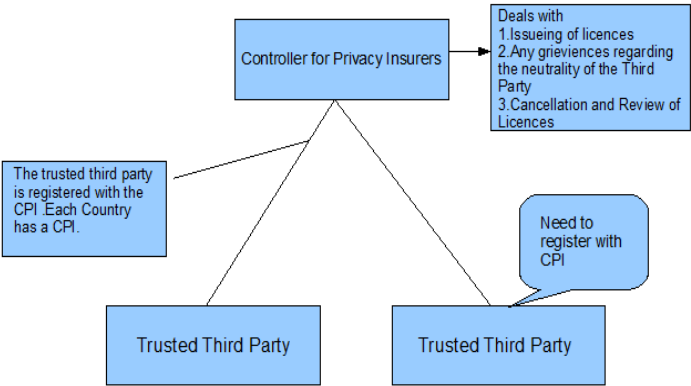 Controller for Privacy Insurers
Deals with
1.Issueing of licences
2.Any grieviences regarding
the neutrality of the Third
Party
3.Cancellation and Review of
Licences
The trusted third party
is registered with the
CPI .Each Country
has a CPI.
Need to
register with
CPI
Trusted Third Party
Trusted Third Party